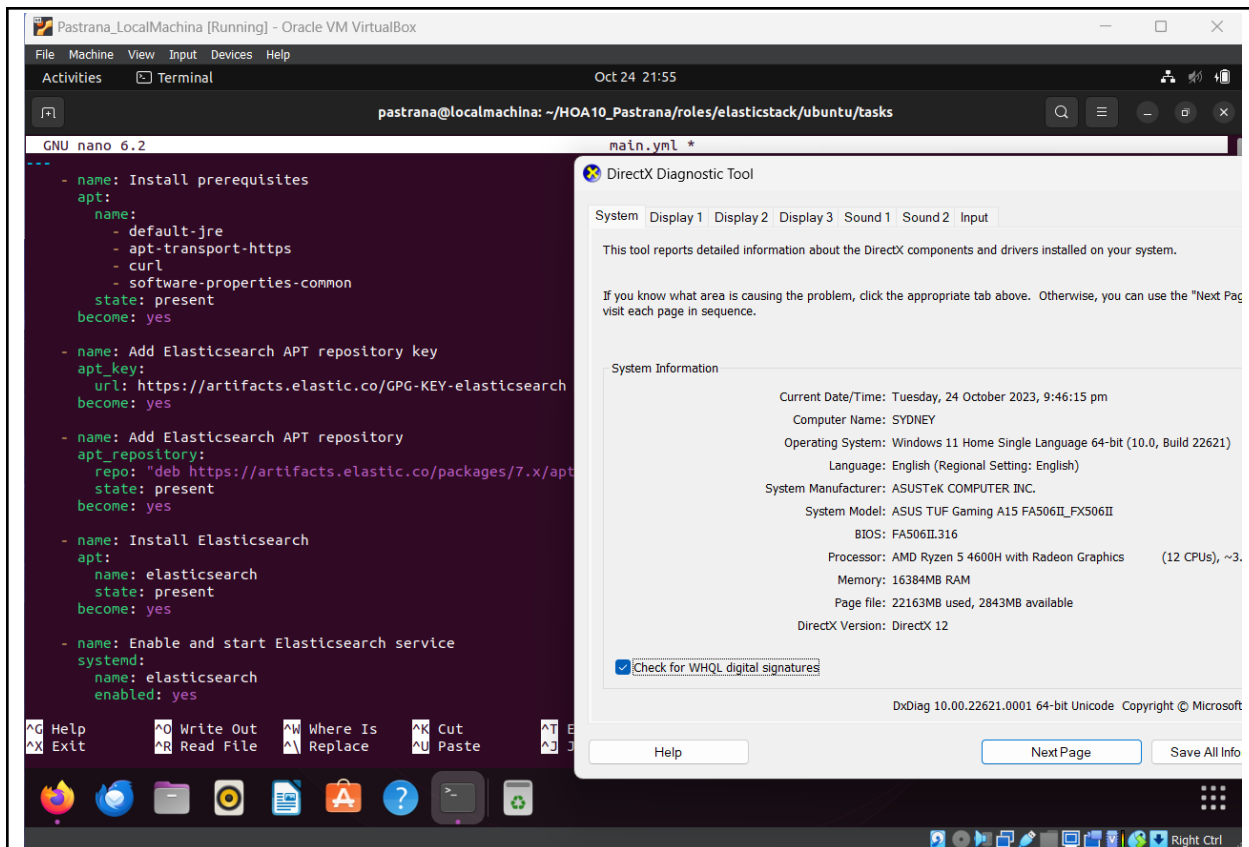 Pastrana_LocalMachina [Running] - Oracle VM VirtualBox
File Machine View Input Devices Help
Activities Terminal Oct 24 21:55
pastrana@localmachina: ~/HOA10_Pastrana/roles/elasticstack/ubuntu/tasks
GNU nano 6.2 main.yml *
---
- name: Install prerequisites
apt:
name:
- default-jre
- apt-transport-https
- curl
- software-properties-common
state: present
become: yes
- name: Add Elasticsearch APT repository key
apt_key:
url: https://artifacts.elastic.co/GPG-KEY-elasticsearch
become: yes
- name: Add Elasticsearch APT repository
apt_repository:
repo: "deb https://artifacts.elastic.co/packages/7.x/apt
state: present
become: yes
- name: Install Elasticsearch
apt:
name: elasticsearch
state: present
become: yes
- name: Enable and start Elasticsearch service
systemd:
name: elasticsearch
enabled: yes
^G Help ^O Write Out ^W Where Is ^K Cut ^T E
^X Exit ^R Read File ^\ Replace ^U Paste ^J J
DirectX Diagnostic Tool
System Display 1 Display 2 Display 3 Sound 1 Sound 2 Input
This tool reports detailed information about the DirectX components and drivers installed on your system.
If you know what area is causing the problem, click the appropriate tab above. Otherwise, you can use the "Next Pag
visit each page in sequence.
System Information
Current Date/Time: Tuesday, 24 October 2023, 9:46:15 pm
Computer Name: SYDNEY
Operating System: Windows 11 Home Single Language 64-bit (10.0, Build 22621)
Language: English (Regional Setting: English)
System Manufacturer: ASUSTeK COMPUTER INC.
System Model: ASUS TUF Gaming A15 FA506II_FX506II
BIOS: FA506II.316
Processor: AMD Ryzen 5 4600H with Radeon Graphics (12 CPUs), ~3.
Memory: 16384MB RAM
Page file: 22163MB used, 2843MB available
DirectX Version: DirectX 12
Check for WHQL digital signatures
DxDiag 10.00.22621.0001 64-bit Unicode Copyright © Microsoft
Help Next Page Save All Info
Right Ctrl